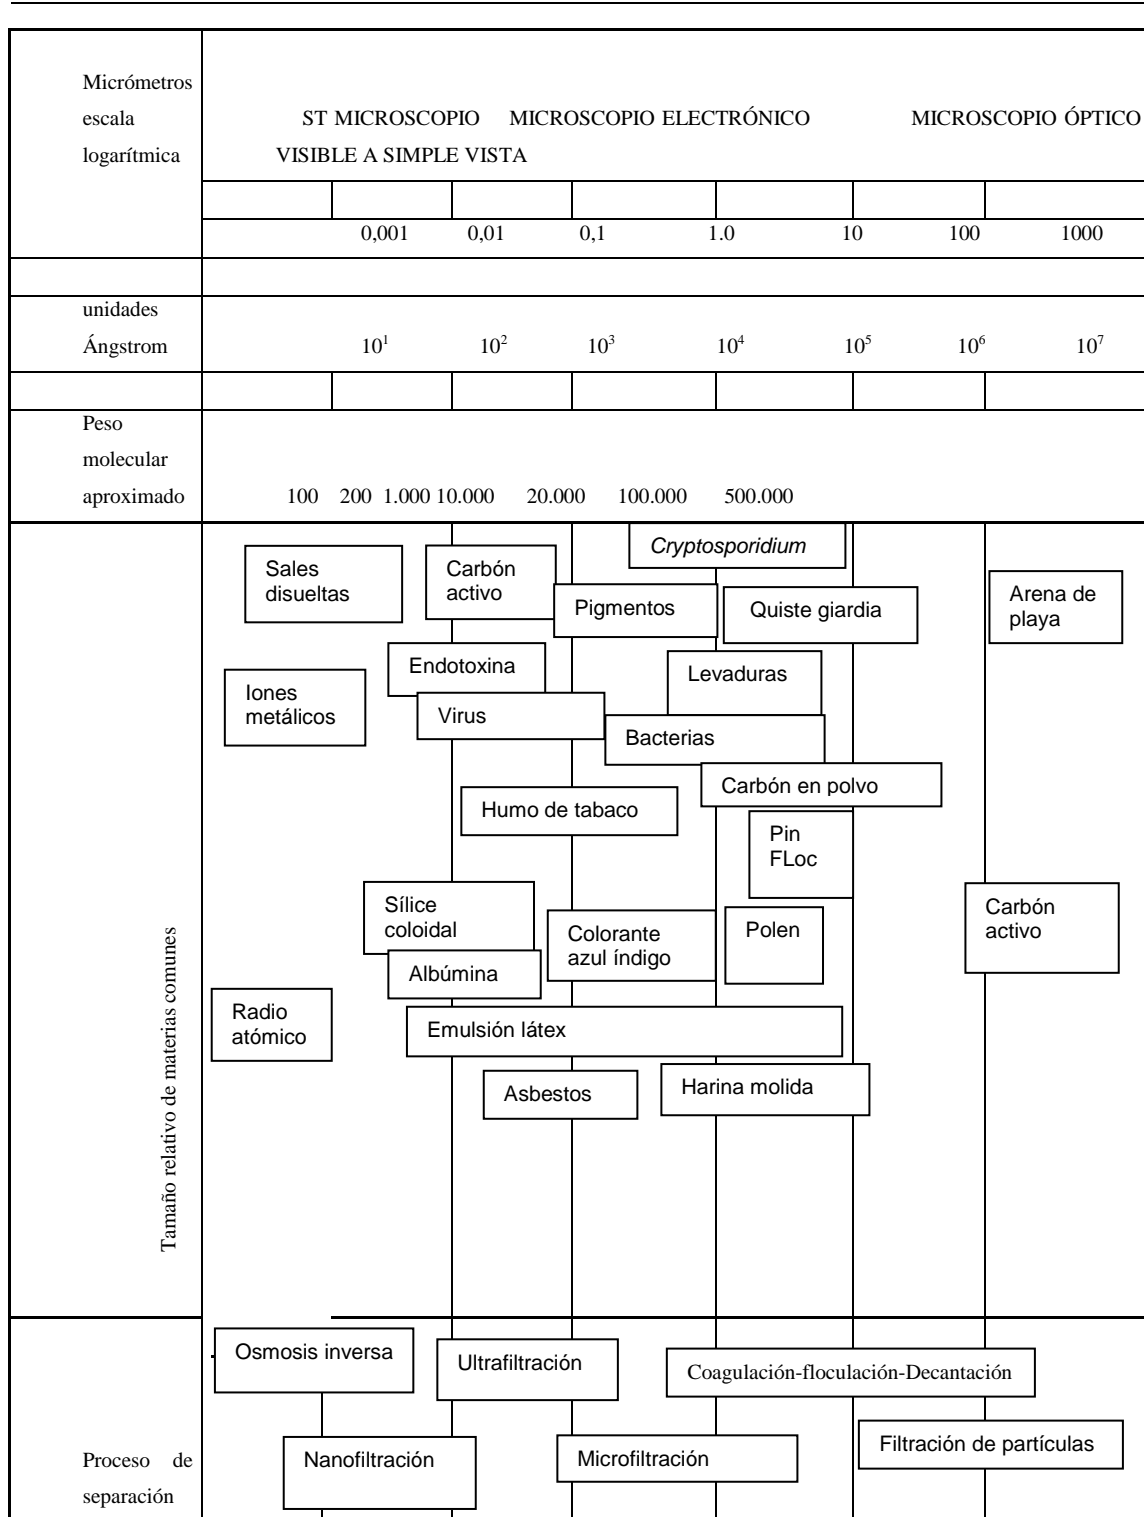 Micrómetros
escala ST MICROSCOPIO MICROSCOPIO ELECTRÓNICO MICROSCOPIO ÓPTICO
logarítmica VISIBLE A SIMPLE VISTA
0,001 0,01 0,1 1.0 10 100 1000
unidades
Ángstrom 10¹ 10² 10³ 10⁴ 10⁵ 10⁶ 10⁷
Peso
molecular
aproximado 100 200 1.000 10.000 20.000 100.000 500.000
Tamaño relativo de materias comunes
Cryptosporidium
Sales
disueltas
Carbón
activo
Pigmentos
Quiste giardia
Arena de
playa
Endotoxina
Levaduras
Iones
metálicos
Virus
Bacterias
Carbón en polvo
Humo de tabaco
Pin
FLoc
Sílice
coloidal
Colorante
azul índigo
Polen
Carbón
activo
Albúmina
Radio
atómico
Emulsión látex
Asbestos
Harina molida
Osmosis inversa
Ultrafiltración
Coagulación-floculación-Decantación
Proceso de
separación
Nanofiltración
Microfiltración
Filtración de partículas